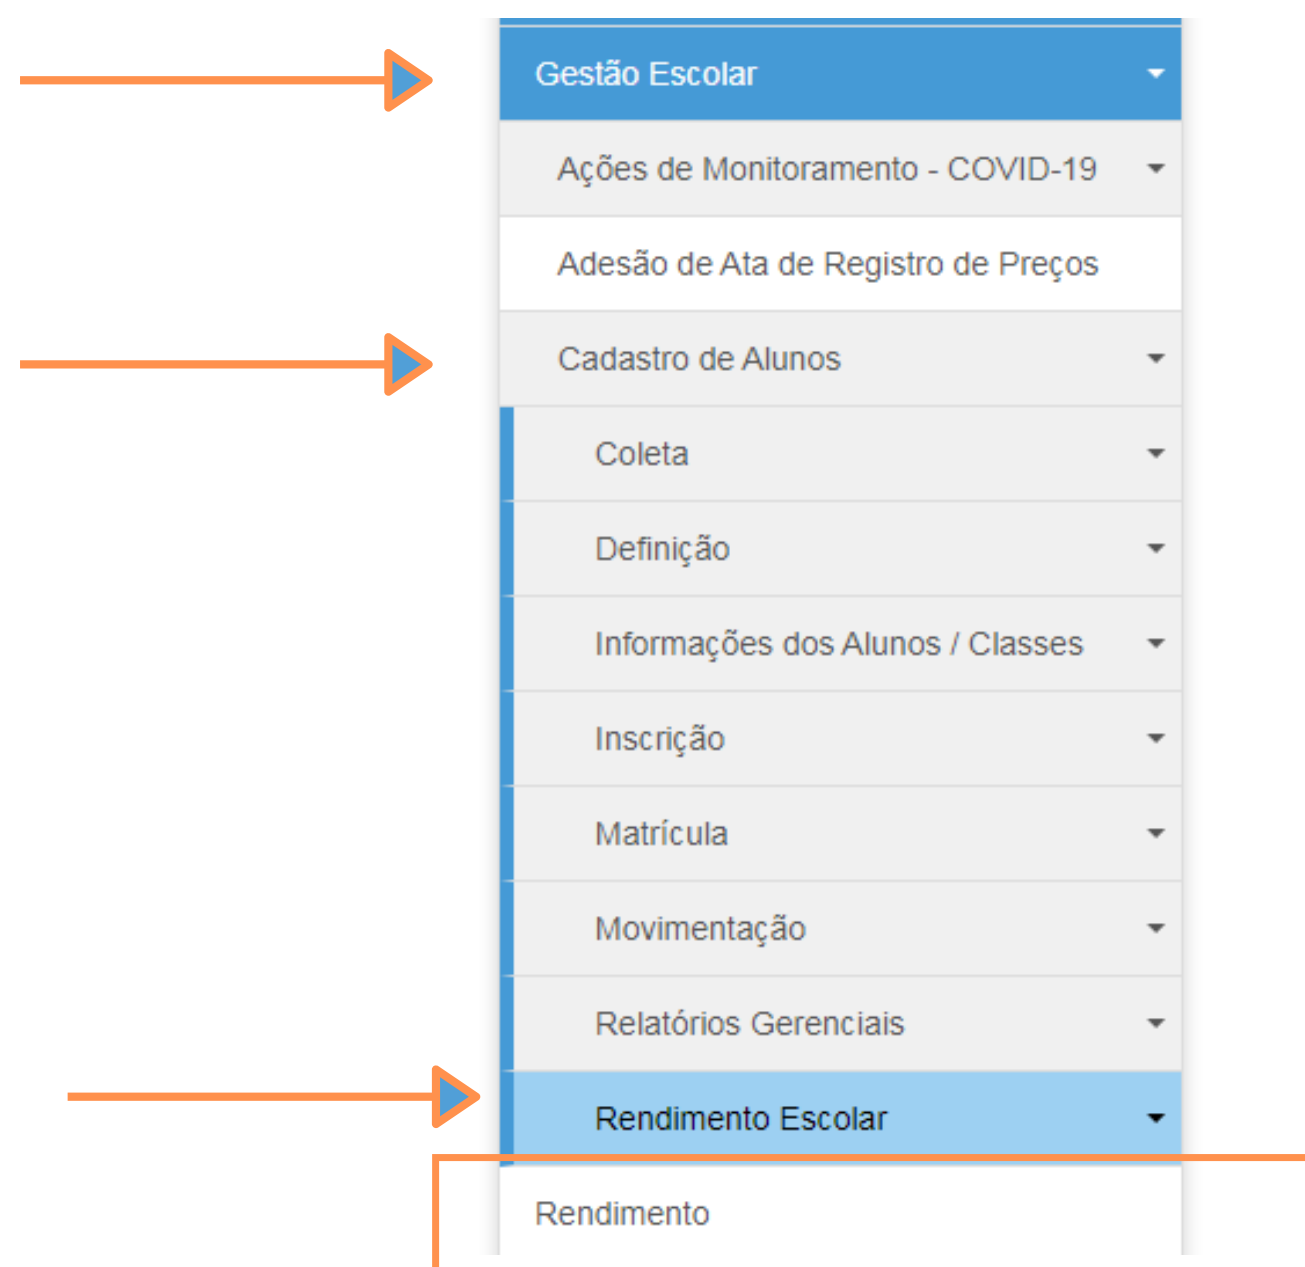 Gestão Escolar
Ações de Monitoramento - COVID-19
Adesão de Ata de Registro de Preços
Cadastro de Alunos
Coleta
Definição
Informações dos Alunos / Classes
Inscrição
Matrícula
Movimentação
Relatórios Gerenciais
Rendimento Escolar
Rendimento